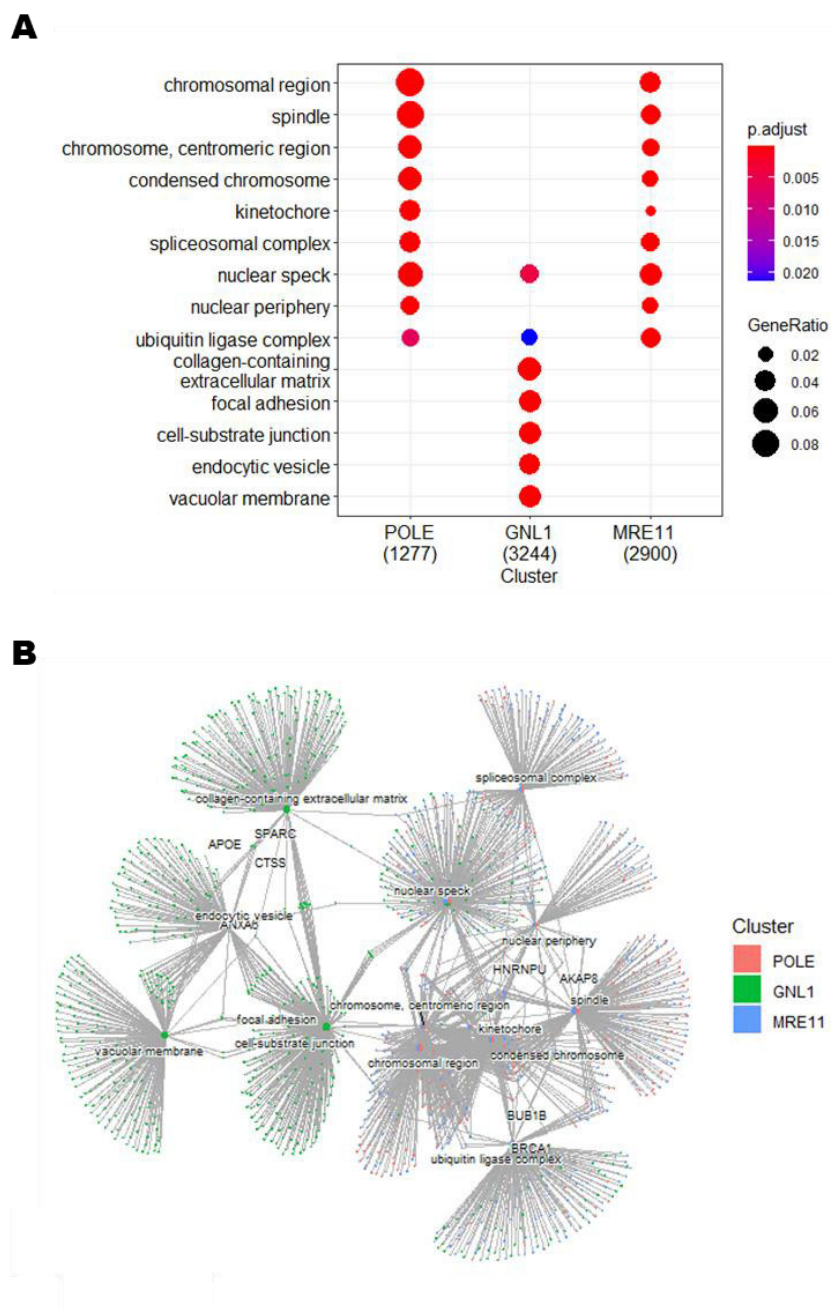 A
chromosomal region
spindle
chromosome, centromeric region
condensed chromosome
kinetochore
spliceosomal complex
nuclear speck
nuclear periphery
ubiquitin ligase complex
collagen-containing
extracellular matrix
focal adhesion
cell-substrate junction
endocytic vesicle
vacuolar membrane
POLE
(1277)
GNL1
(3244)
MRE11
(2900)
Cluster
p.adjust
0.005
0.010
0.015
0.020
GeneRatio
0.02
0.04
0.06
0.08
B
spliceosomal complex
collagen-containing extracellular matrix
SPARC
APOE
CTSS
nuclear speck
endocytic vesicle
nuclear periphery
HNRNPU
AKAP8
spindle
chromosome, centromeric region
focal adhesion
kinetochore
cell-substrate junction
vacuolar membrane
condensed chromosome
chromosomal region
BUB1B
BRCA1
ubiquitin ligase complex
Cluster
POLE
GNL1
MRE11